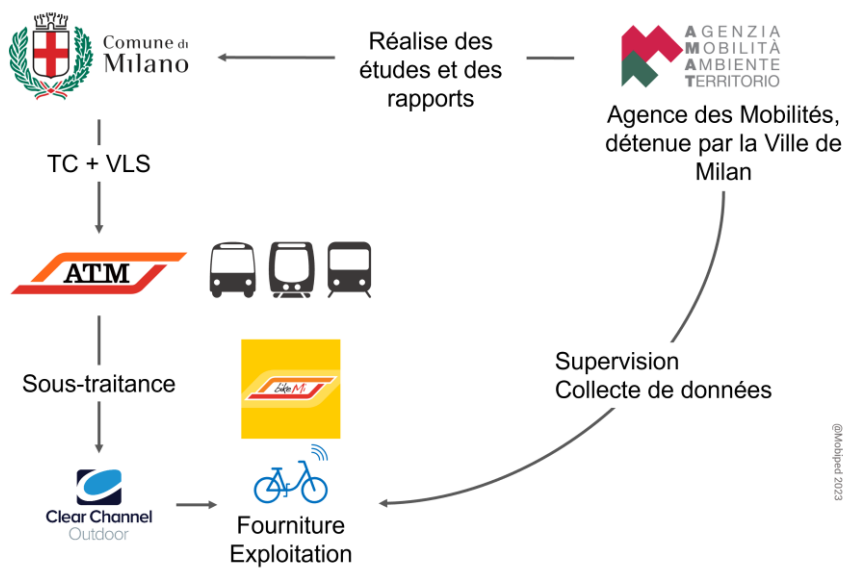 Comune di
Milano
Réalise des
études et des
rapports
AGENZIA
MOBILITÀ
AMBIENTE
TERRITORIO
Agence des Mobilités,
détenue par la Ville de
Milan
TC + VLS
ATM
Sous-traitance
bikeMi
Supervision
Collecte de données
Clear Channel
Outdoor
Fourniture
Exploitation
@Mobiped 2023